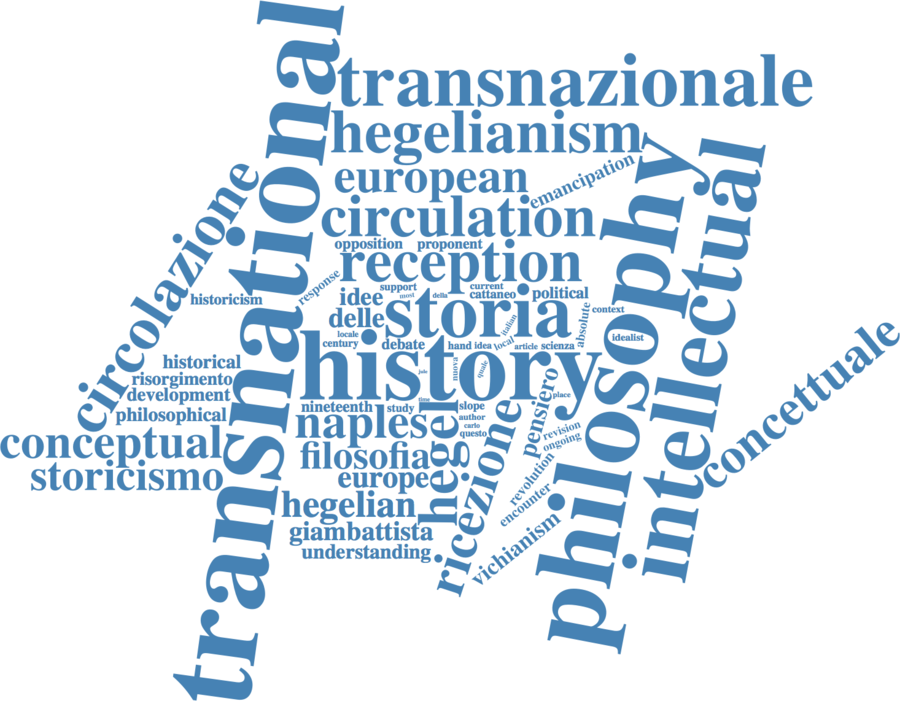 transnational
transnazionale
hegelianism
philosophy
intellectual
emancipation
european
circolazione
circulation
opposition
proponent
reception
response
historicism
support
current
most
della
cattaneo
political
idee
storia
delle
context
absolute
italian
locale
century
debate
hand
idea
local
article
scienza
idealist
history
concettuale
historical
risorgimento
development
philosophical
nuova
quale
place
pensiero
time
nineteenth
study
slope
author
carlo
questo
naples
hegel
conceptual
storicismo
filosofia
revision
ongoing
revolution
europe
encounter
ricezione
hegelian
giambattista
vichianism
understanding